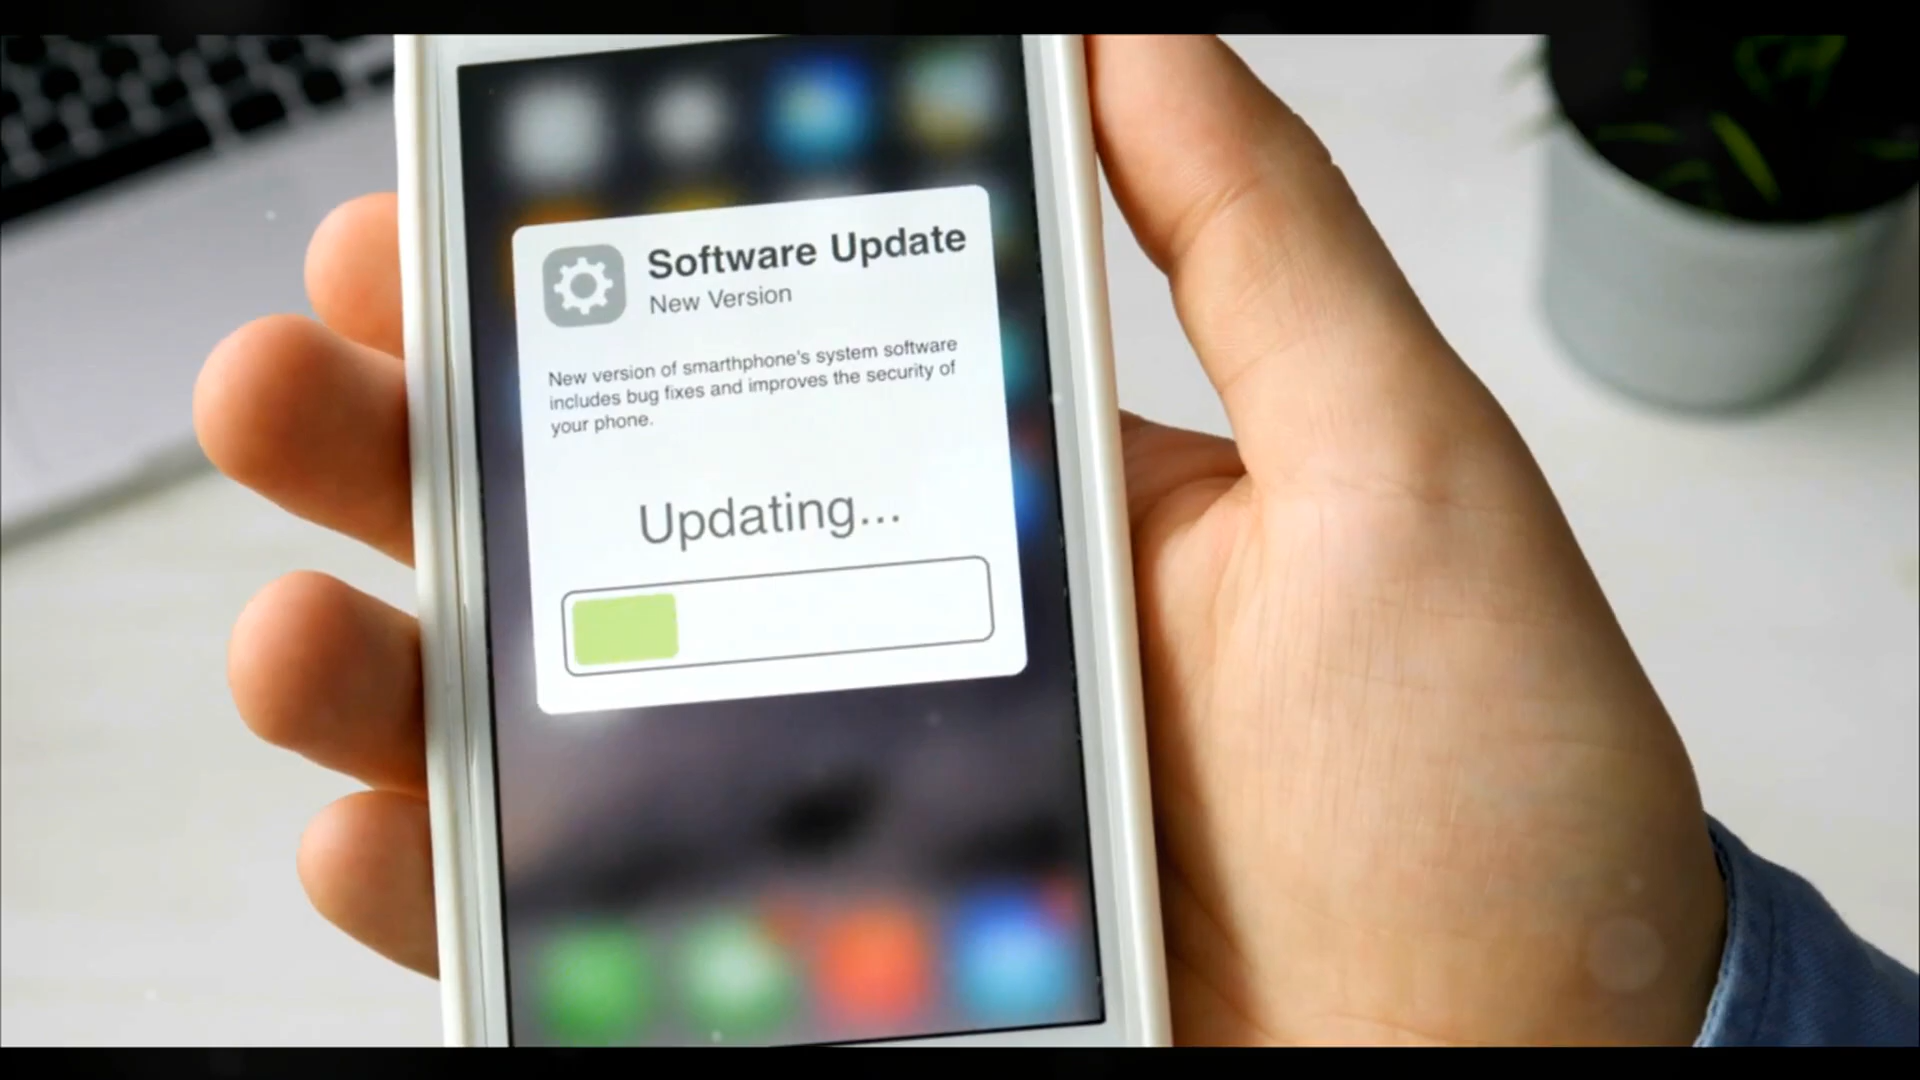 Software Update
New Version
New version of smarthphone's system software
includes bug fixes and improves the security of
your phone.
Updating...